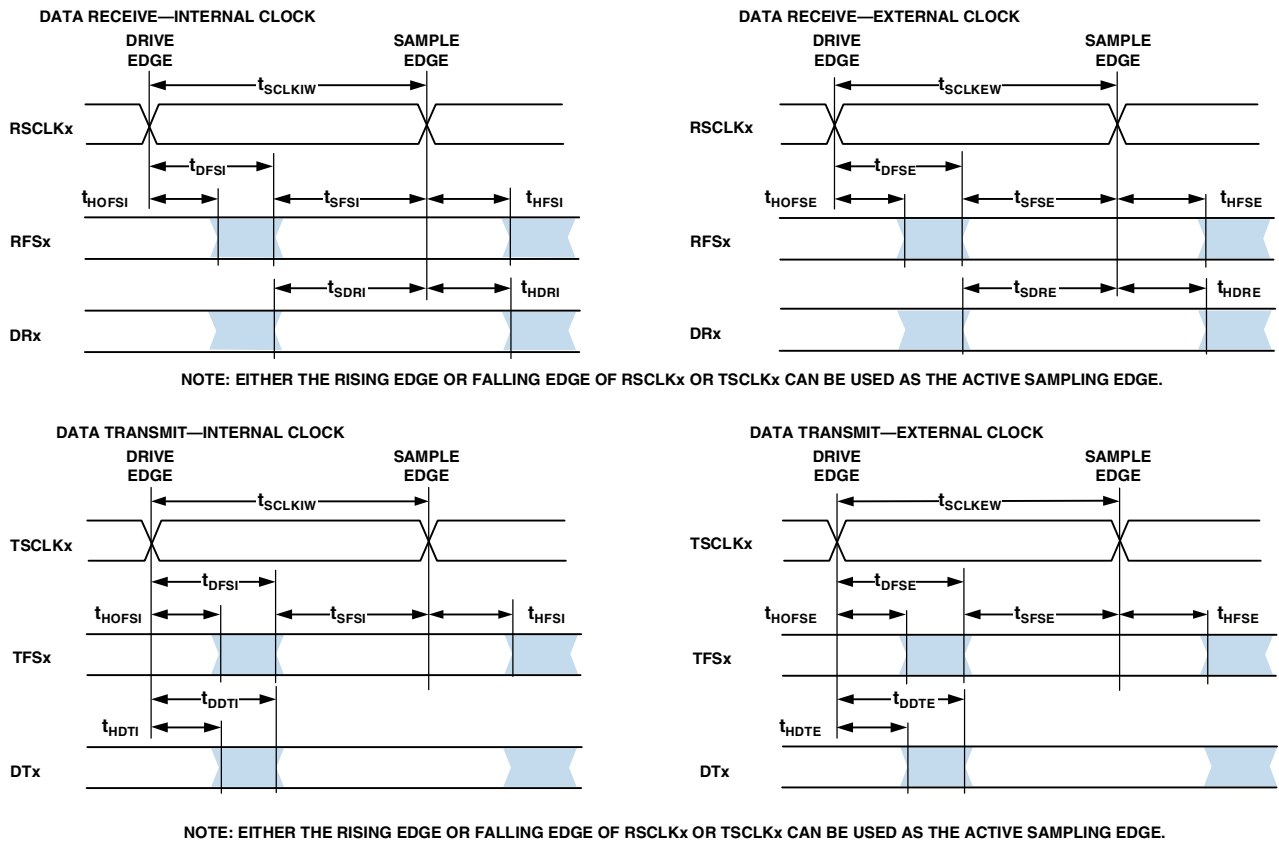 DATA RECEIVE—INTERNAL CLOCK
DRIVE EDGE
SAMPLE EDGE
tSCLKIW
RSCLKx
tDFSI
tHOFSI
tSFSI
tHFSI
RFSx
tSDRI
tHDRI
DRx
DATA RECEIVE—EXTERNAL CLOCK
DRIVE EDGE
SAMPLE EDGE
tSCLKEW
RSCLKx
tDFSE
tHOFSE
tSFSE
tHFSE
RFSx
tSDRE
tHDRE
DRx
NOTE: EITHER THE RISING EDGE OR FALLING EDGE OF RSCLKx OR TSCLKx CAN BE USED AS THE ACTIVE SAMPLING EDGE.
DATA TRANSMIT—INTERNAL CLOCK
DRIVE EDGE
SAMPLE EDGE
tSCLKIW
TSCLKx
tDFSI
tHOFSI
tSFSI
tHFSI
TFSx
tDDTI
tHDTI
DTx
DATA TRANSMIT—EXTERNAL CLOCK
DRIVE EDGE
SAMPLE EDGE
tSCLKEW
TSCLKx
tDFSE
tHOFSE
tSFSE
tHFSE
TFSx
tDDTE
tHDTE
DTx
NOTE: EITHER THE RISING EDGE OR FALLING EDGE OF RSCLKx OR TSCLKx CAN BE USED AS THE ACTIVE SAMPLING EDGE.